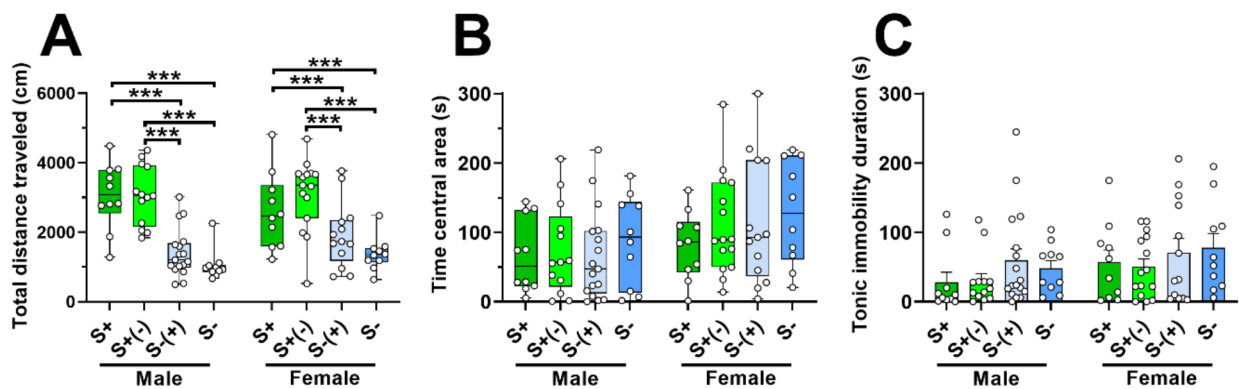 A
B
C
Total distance traveled (cm)
6000
4000
2000
0
*** *** *** ***
*** *** *** ***
S+ S+(-) S-(+) S- S+ S+(-) S-(+) S-
Male Female
Time central area (s)
300
200
100
0
S+ S+(-) S-(+) S- S+ S+(-) S-(+) S-
Male Female
Tonic immobility duration (s)
300
200
100
0
S+ S+(-) S-(+) S- S+ S+(-) S-(+) S-
Male Female